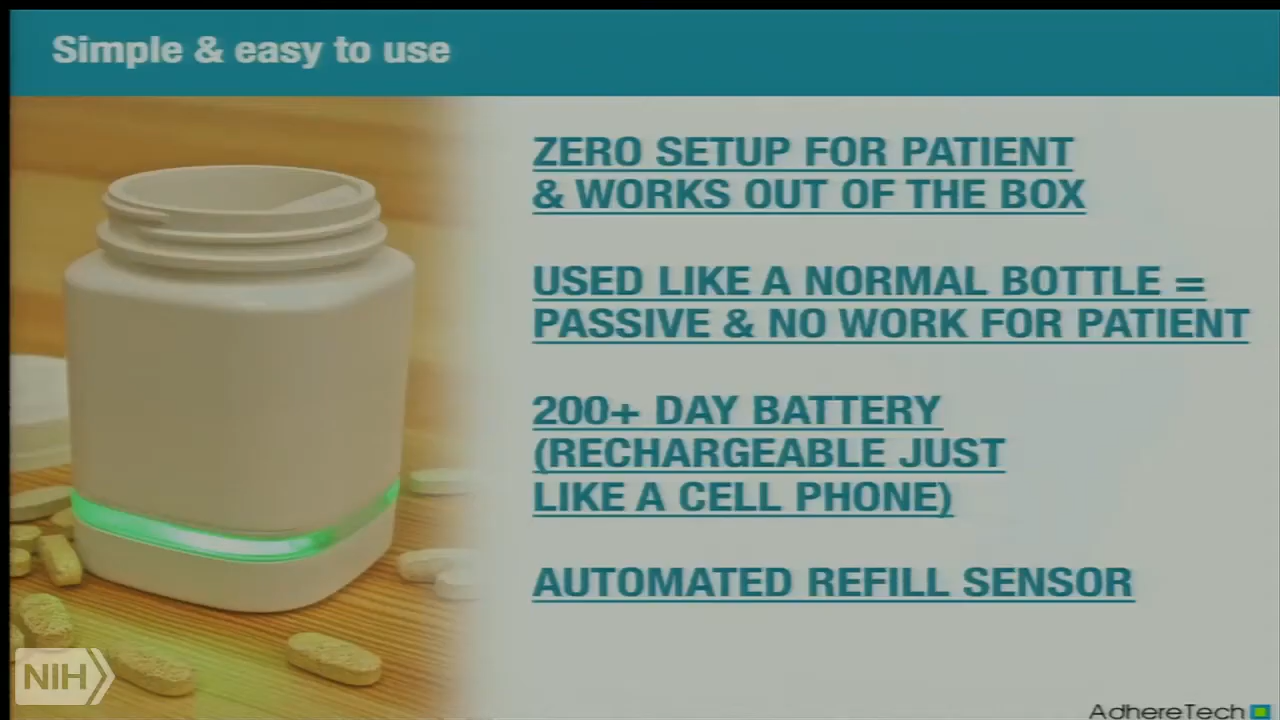 Simple & easy to use
ZERO SETUP FOR PATIENT
& WORKS OUT OF THE BOX
USED LIKE A NORMAL BOTTLE =
PASSIVE & NO WORK FOR PATIENT
200+ DAY BATTERY
(RECHARGEABLE JUST
LIKE A CELL PHONE)
AUTOMATED REFILL SENSOR
NIH
AdhereTech